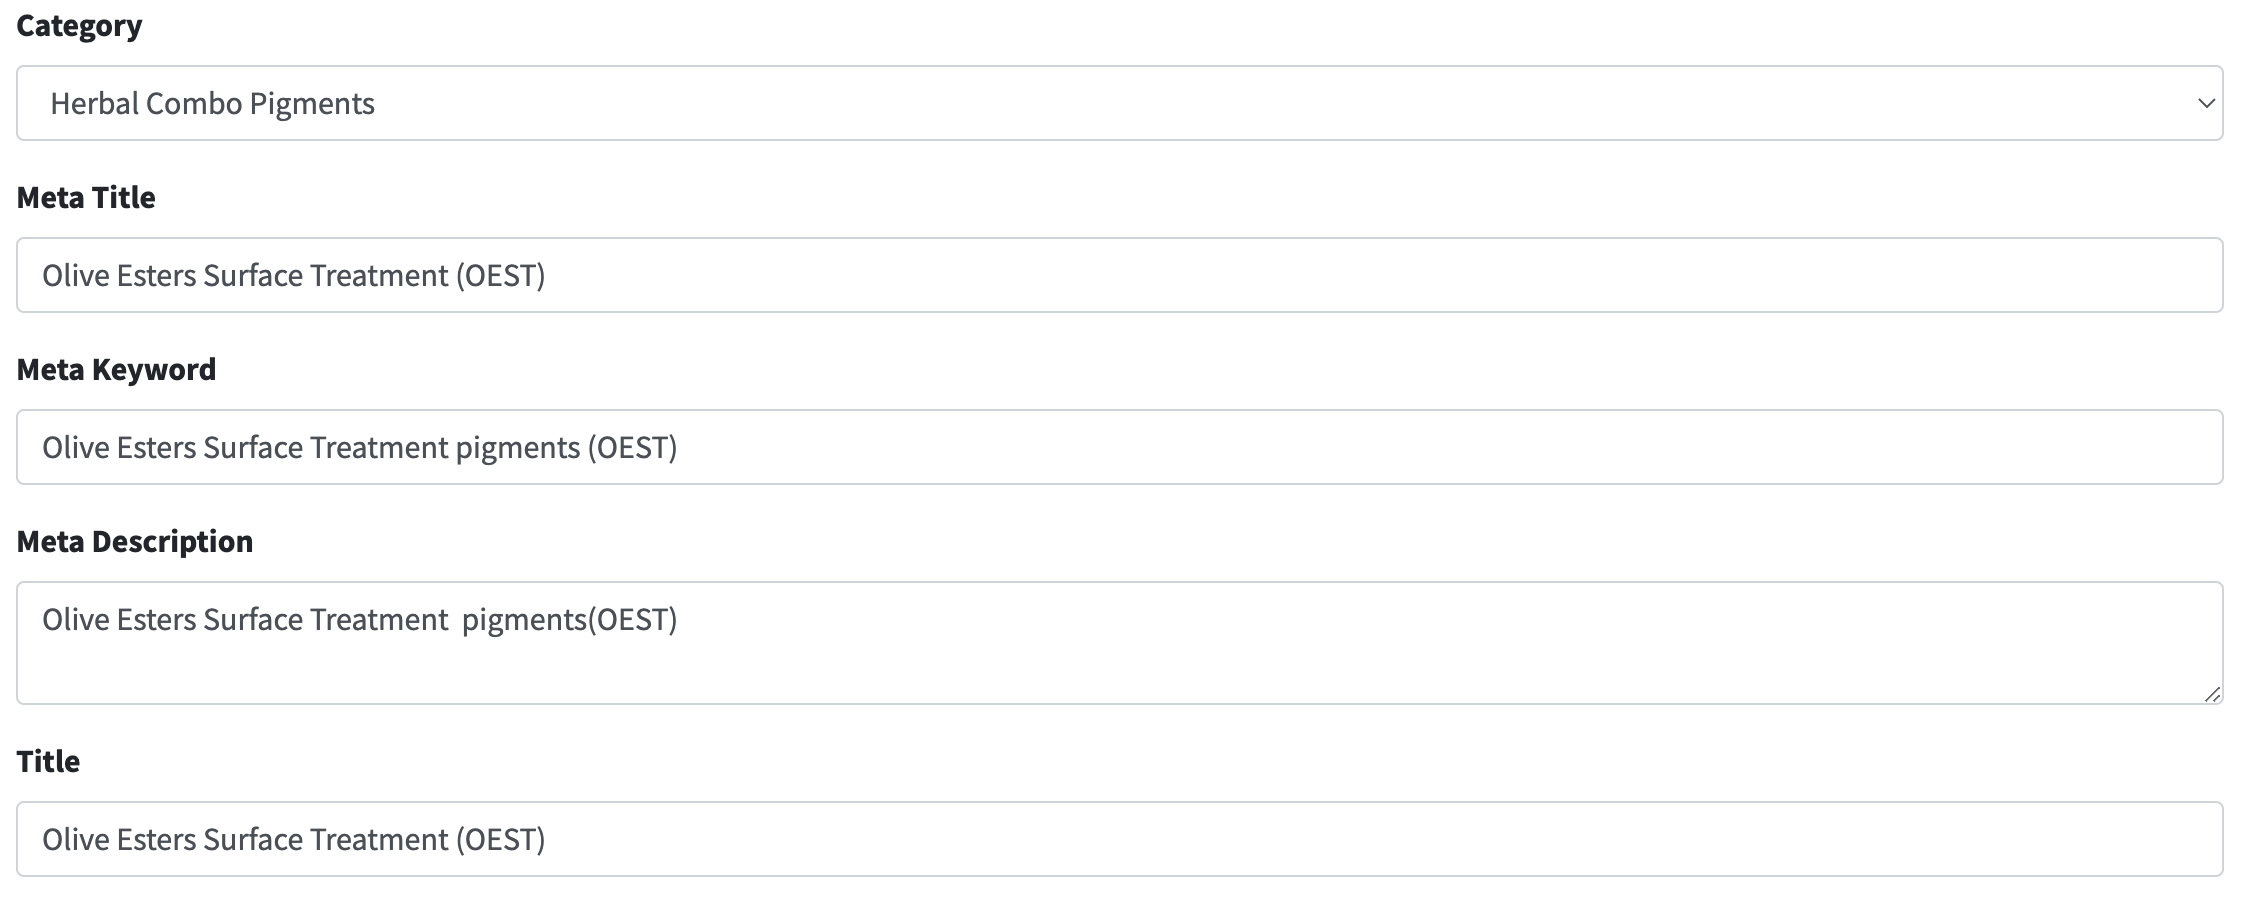 Category
Herbal Combo Pigments
Meta Title
Olive Esters Surface Treatment (OEST)
Meta Keyword
Olive Esters Surface Treatment pigments (OEST)
Meta Description
Olive Esters Surface Treatment  pigments(OEST)
Title
Olive Esters Surface Treatment (OEST)